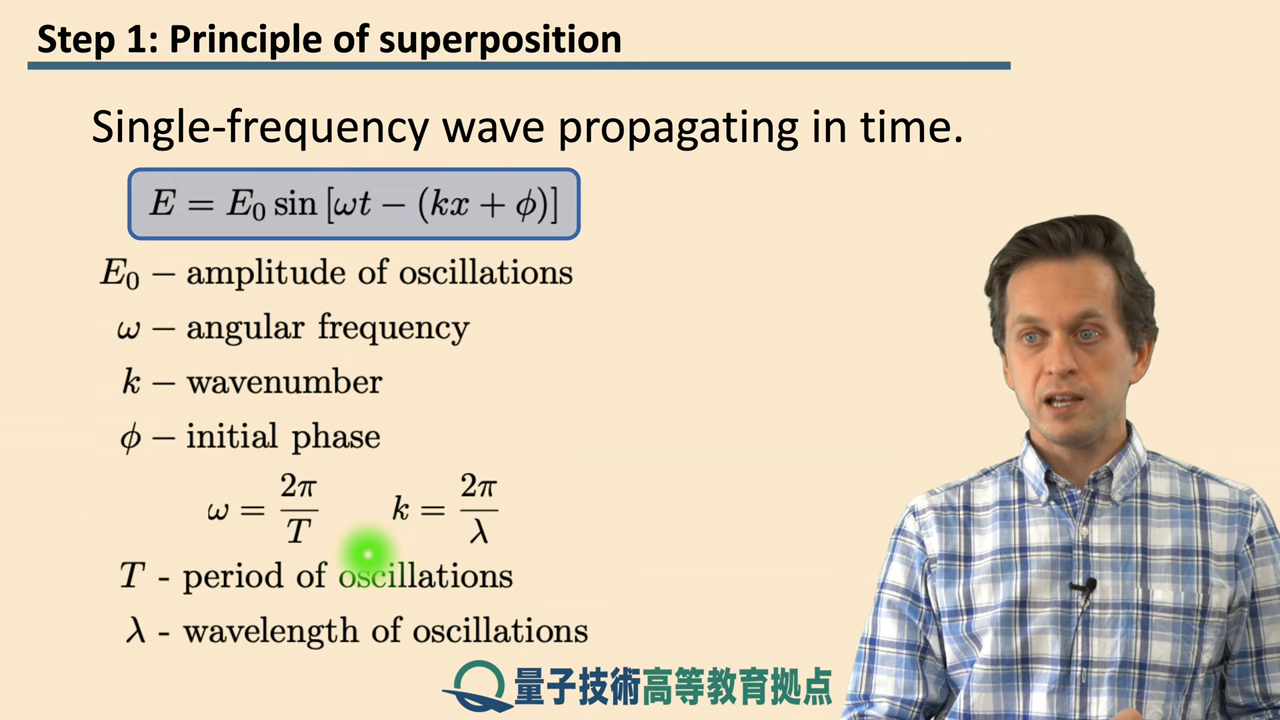 Step 1: Principle of superposition
Single-frequency wave propagating in time.
E = E₀ sin [ωt − (kx + ϕ)]
E₀ − amplitude of oscillations
ω − angular frequency
k − wavenumber
ϕ − initial phase
ω = 2π/T k = 2π/λ
T - period of oscillations
λ - wavelength of oscillations
量子技術高等教育拠点